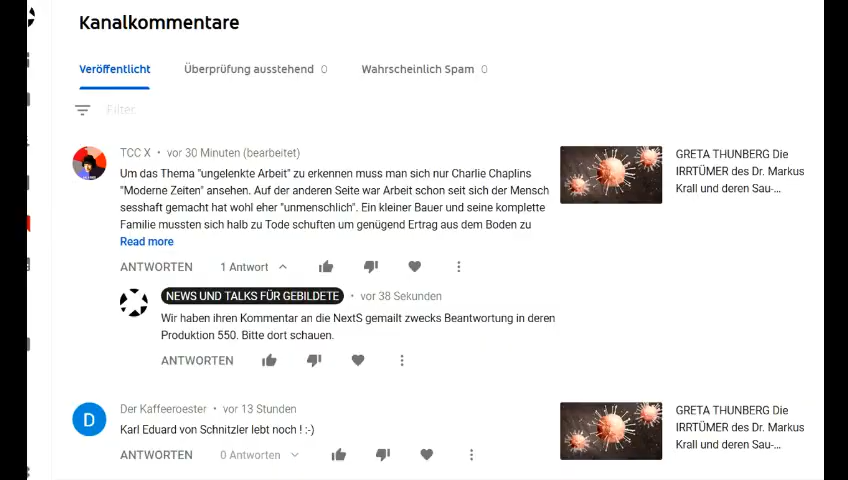 Kanalkommentare
Veröffentlicht
Überprüfung ausstehend 0
Wahrscheinlich Spam 0
Filter
TCC X • vor 30 Minuten (bearbeitet)
Um das Thema "ungelenkte Arbeit" zu erkennen muss man sich nur Charlie Chaplins
"Moderne Zeiten" ansehen. Auf der anderen Seite war Arbeit schon seit sich der Mensch
sesshaft gemacht hat wohl eher "unmenschlich". Ein kleiner Bauer und seine komplette
Familie mussten sich halb zu Tode schuften um genügend Ertrag aus dem Boden zu
Read more
ANTWORTEN 1 Antwort
GRETA THUNBERG Die
IRRTÜMER des Dr. Markus
Krall und deren Sau-...
NEWS UND TALKS FÜR GEBILDETE • vor 38 Sekunden
Wir haben ihren Kommentar an die NextS gemailt zwecks Beantwortung in deren
Produktion 550. Bitte dort schauen.
ANTWORTEN
D
Der Kaffeeroester • vor 13 Stunden
Karl Eduard von Schnitzler lebt noch ! :-)
ANTWORTEN 0 Antworten
GRETA THUNBERG Die
IRRTÜMER des Dr. Markus
Krall und deren Sau-...